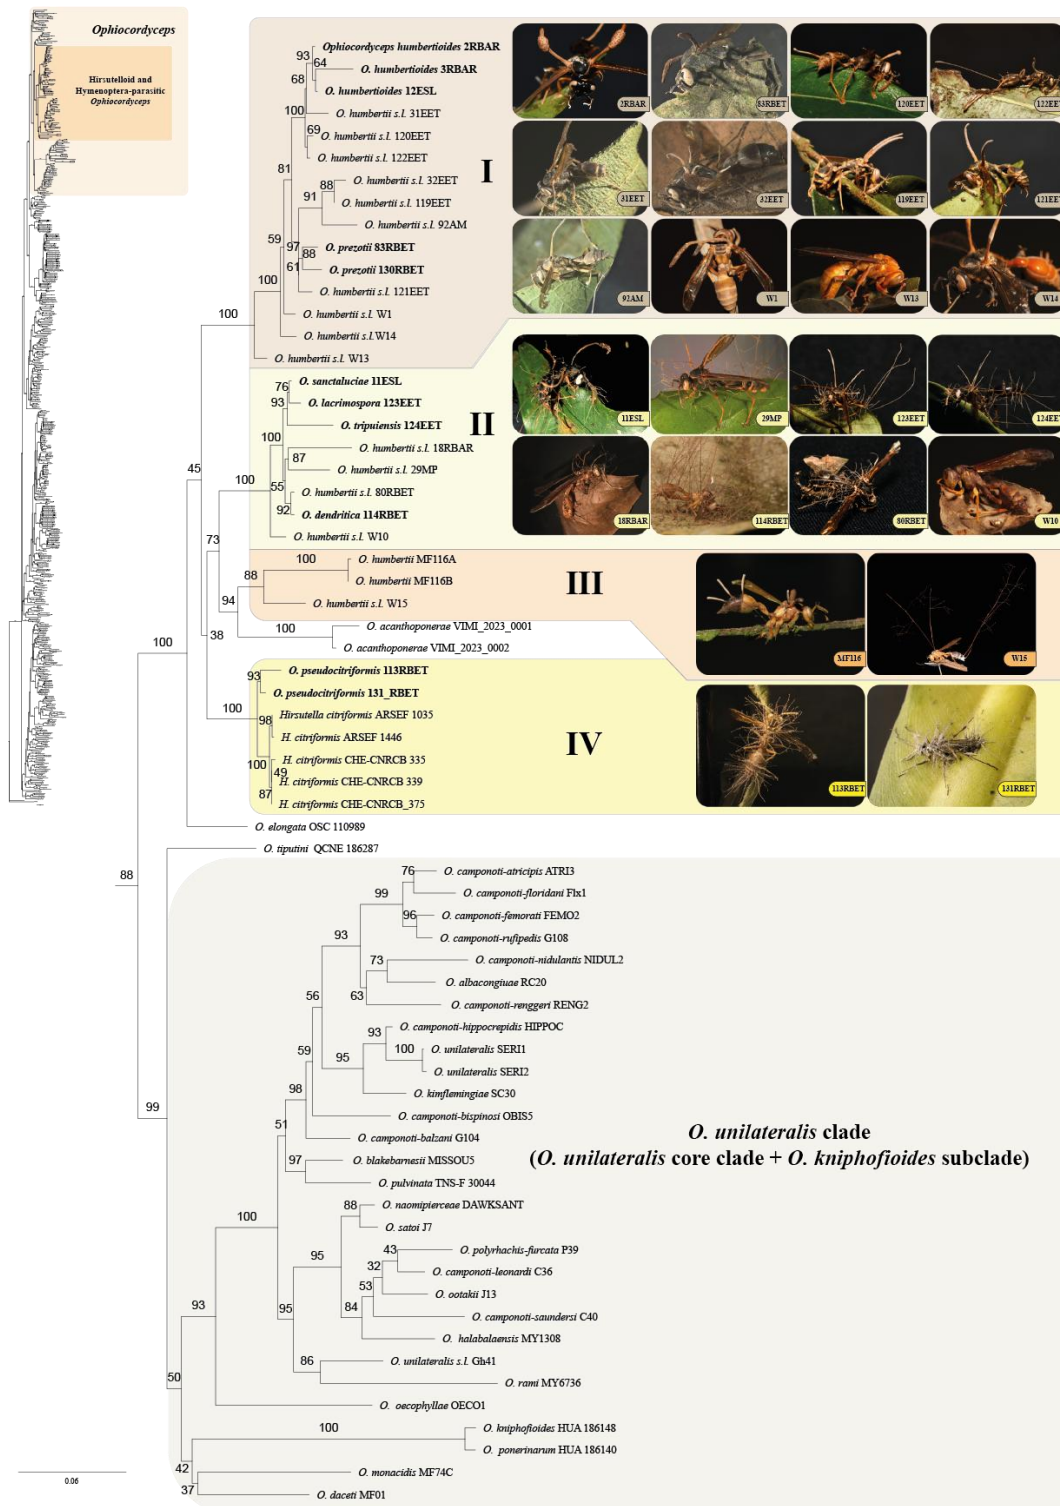 Ophiocordyceps
Hirsutelloid and
Hymenoptera-parasitic
Ophiocordyceps
93
Ophiocordyceps humbertioides 2RBAR
64
O. humbertioides 3RBAR
68
O. humbertioides 12ESL
100
O. humbertii s.l. 31EET
69
O. humbertii s.l. 120EET
O. humbertii s.l. 122EET
81
88
O. humbertii s.l. 32EET
91
O. humbertii s.l. 119EET
O. humbertii s.l. 92AM
59
97
O. prezotii 83RBET
88
61
O. prezotii 130RBET
O. humbertii s.l. 121EET
100
O. humbertii s.l. W1
O. humbertii s.l.W14
100
O. humbertii s.l. W13
I
2RBAR
83RBET
120EET
122EET
31EET
32EET
119EET
121EET
92AM
W1
W13
W14
76
O. sanctaluciae 11ESL
93
O. lacrimospora 123EET
O. tripuiensis 124EET
100
O. humbertii s.l. 18RBAR
87
O. humbertii s.l. 29MP
45
100
55
O. humbertii s.l. 80RBET
92
O. dendritica 114RBET
O. humbertii s.l. W10
II
11ESL
29MP
123EET
124EET
18RBAR
114RBET
80RBET
W10
73
100
O. humbertii MF116A
88
O. humbertii MF116B
O. humbertii s.l. W15
94
III
MF116
W15
100
O. acanthoponerae VIMI_2023_0001
38
O. acanthoponerae VIMI_2023_0002
100
93
O. pseudocitriformis 113RBET
O. pseudocitriformis 131_RBET
100
98
Hirsutella citriformis ARSEF 1035
H. citriformis ARSEF 1446
100
H. citriformis CHE-CNRCB 335
49
H. citriformis CHE-CNRCB 339
87
H. citriformis CHE-CNRCB_375
IV
113RBET
131RBET
O. elongata OSC 110989
O. tiputini QCNE 186287
88
76
O. camponoti-atricipis ATRI3
99
O. camponoti-floridani Flx1
96
O. camponoti-femorati FEMO2
O. camponoti-rufipedis G108
93
73
O. camponoti-nidulantis NIDUL2
O. albacongiuae RC20
63
O. camponoti-renggeri RENG2
56
93
O. camponoti-hippocrepidis HIPPOC
100
O. unilateralis SERI1
95
O. unilateralis SERI2
59
O. kimflemingiae SC30
98
O. camponoti-bispinosi OBIS5
99
51
O. camponoti-balzani G104
97
O. blakebarnesii MISSOU5
O. pulvinata TNS-F 30044
O. unilateralis clade
(O. unilateralis core clade + O. kniphofioides subclade)
100
88
O. naomipierceae DAWKSANT
O. satoi J7
95
43
O. polyrhachis-furcata P39
32
O. camponoti-leonardi C36
53
O. ootakii J13
93
95
84
O. camponoti-saundersi C40
O. halabalaensis MY1308
86
O. unilateralis s.l. Gh41
50
O. rami MY6736
O. oecophyllae OECO1
100
O. kniphofioides HUA 186148
O. ponerinarum HUA 186140
42
O. monacidis MF74C
37
O. daceti MF01
0.06